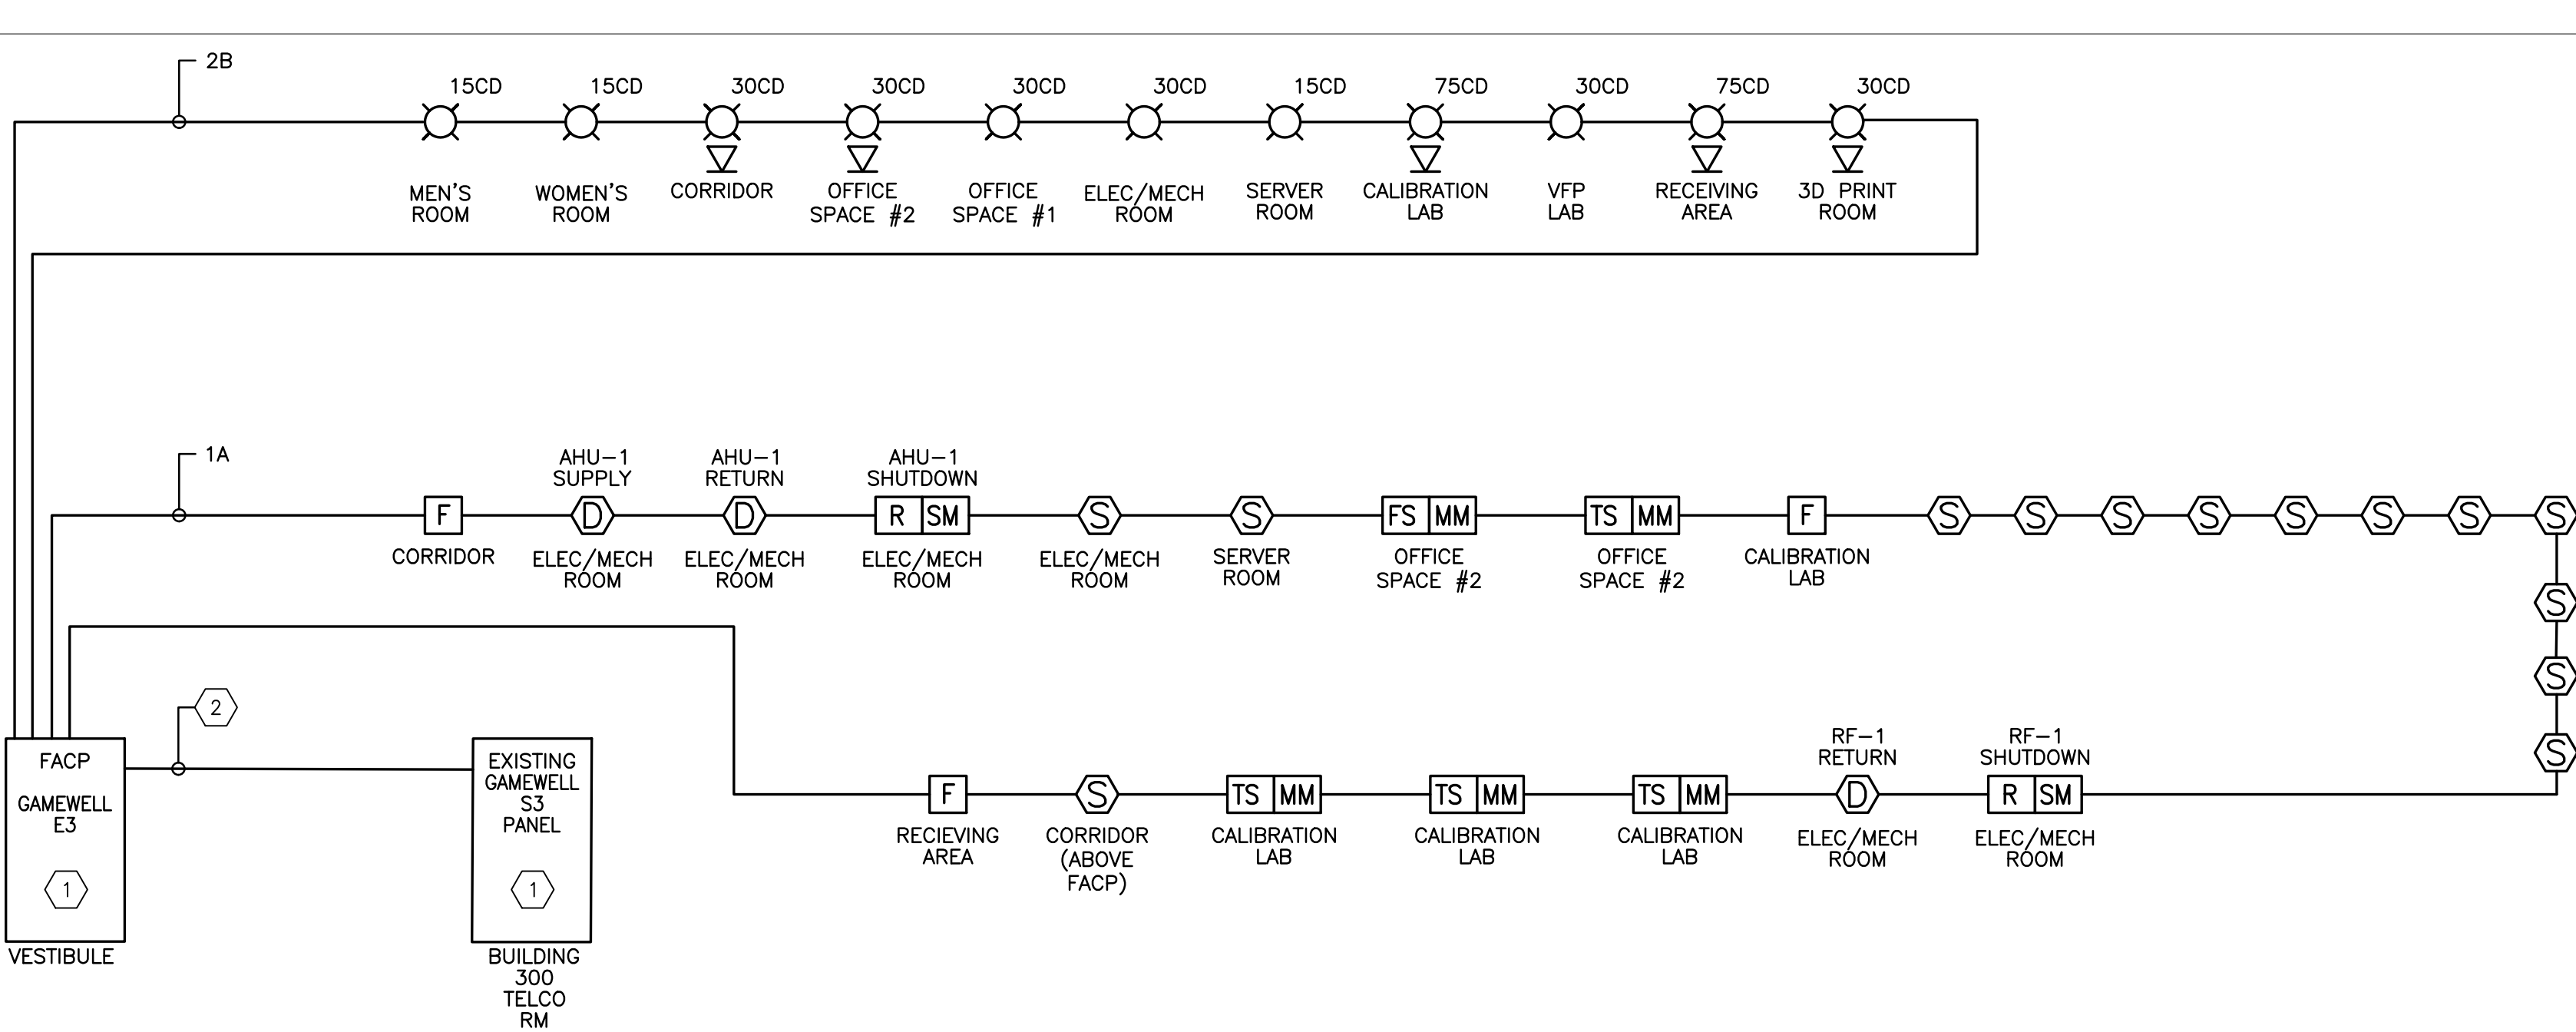 2B
15CD 15CD 30CD 30CD 30CD 30CD 15CD 75CD 30CD 75CD 30CD
MEN'S ROOM
WOMEN'S ROOM
CORRIDOR
OFFICE SPACE #2
OFFICE SPACE #1
ELEC/MECH ROOM
SERVER ROOM
CALIBRATION LAB
VFP LAB
RECEIVING AREA
3D PRINT ROOM
1A
AHU-1 SUPPLY
AHU-1 RETURN
AHU-1 SHUTDOWN
F D D R SM S S FS MM TS MM F S S S S S S S S
CORRIDOR
ELEC/MECH ROOM
ELEC/MECH ROOM
ELEC/MECH ROOM
ELEC/MECH ROOM
SERVER ROOM
OFFICE SPACE #2
OFFICE SPACE #2
CALIBRATION LAB
S
S
S
2
FACP
GAMEWELL
E3
1
VESTIBULE
EXISTING
GAMEWELL
S3
PANEL
1
BUILDING
300
TELCO
RM
RF-1 RETURN
RF-1 SHUTDOWN
F S TS MM TS MM TS MM D R SM
RECIEVING AREA
CORRIDOR (ABOVE FACP)
CALIBRATION LAB
CALIBRATION LAB
CALIBRATION LAB
ELEC/MECH ROOM
ELEC/MECH ROOM